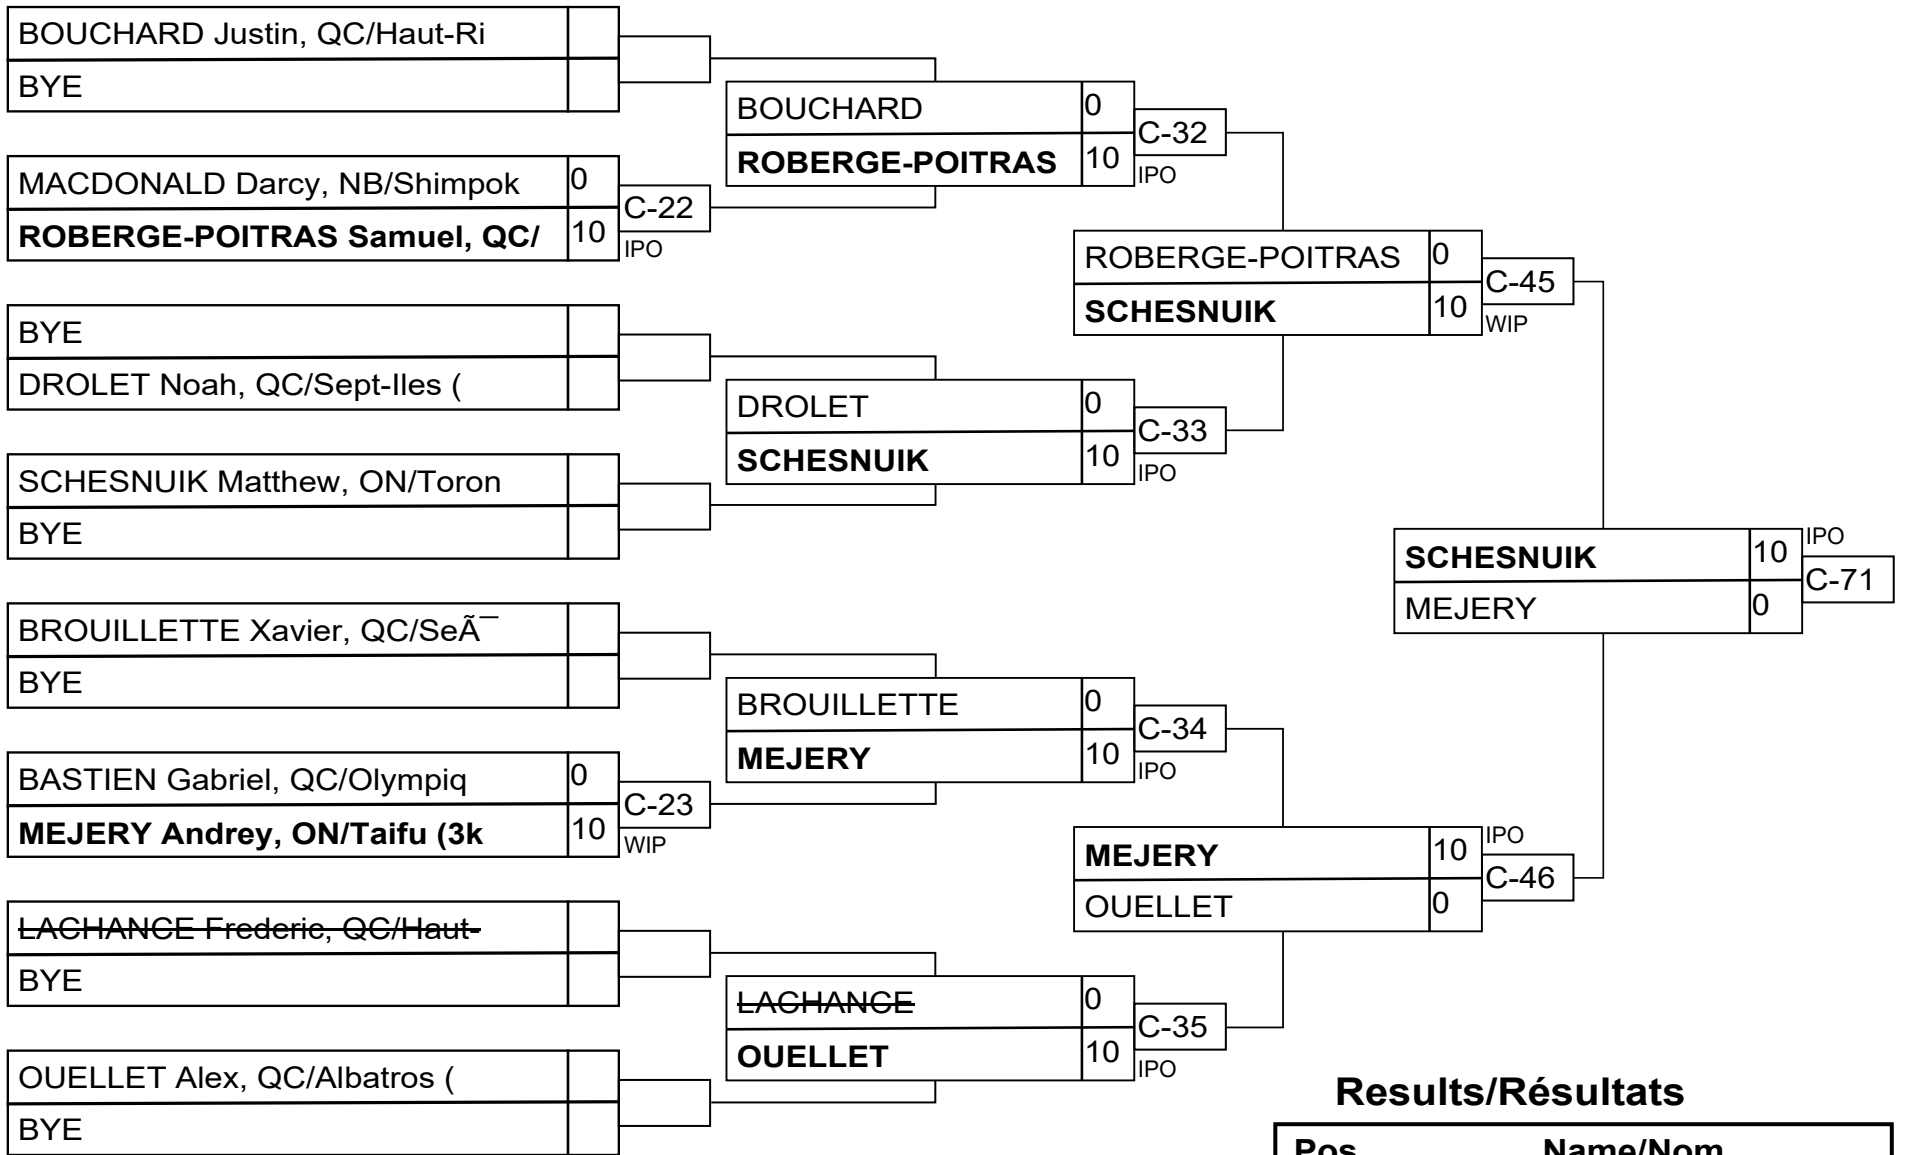 BOUCHARD Justin, QC/Haut-Ri
BYE
MACDONALD Darcy, NB/Shimpok 0
ROBERGE-POITRAS Samuel, QC/ 10
C-22
IPO
BYE
DROLET Noah, QC/Sept-Iles (
SCHESNUIK Matthew, ON/Toron
BYE
BROUILLETTE Xavier, QC/SeÃ¯
BYE
BASTIEN Gabriel, QC/Olympiq 0
MEJERY Andrey, ON/Taifu (3k 10
C-23
WIP
LACHANCE Frederic, QC/Haut-
BYE
OUELLET Alex, QC/Albatros (
BYE
BOUCHARD 0
ROBERGE-POITRAS 10
C-32
IPO
DROLET 0
SCHESNUIK 10
C-33
IPO
BROUILLETTE 0
MEJERY 10
C-34
IPO
LACHANCE 0
OUELLET 10
C-35
IPO
ROBERGE-POITRAS 0
SCHESNUIK 10
C-45
WIP
MEJERY 10
OUELLET 0
IPO
C-46
SCHESNUIK 10
MEJERY 0
IPO
C-71
Results/Résultats
Pos Name/Nom